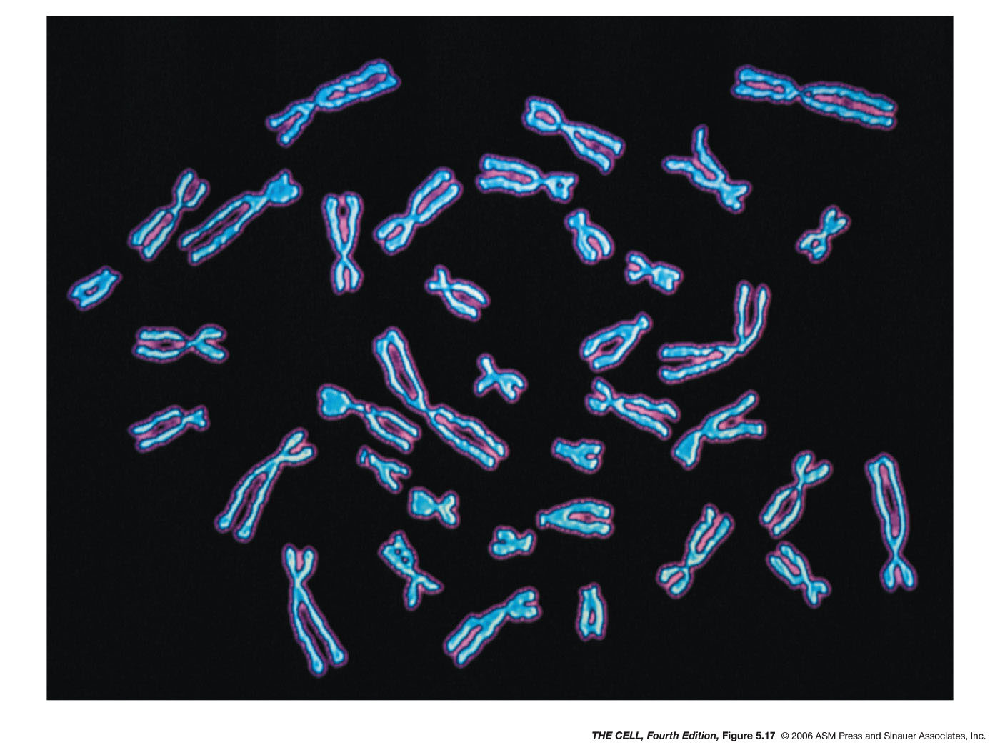 THE CELL, Fourth Edition, Figure 5.17 © 2006 ASM Press and Sinauer Associates, Inc.